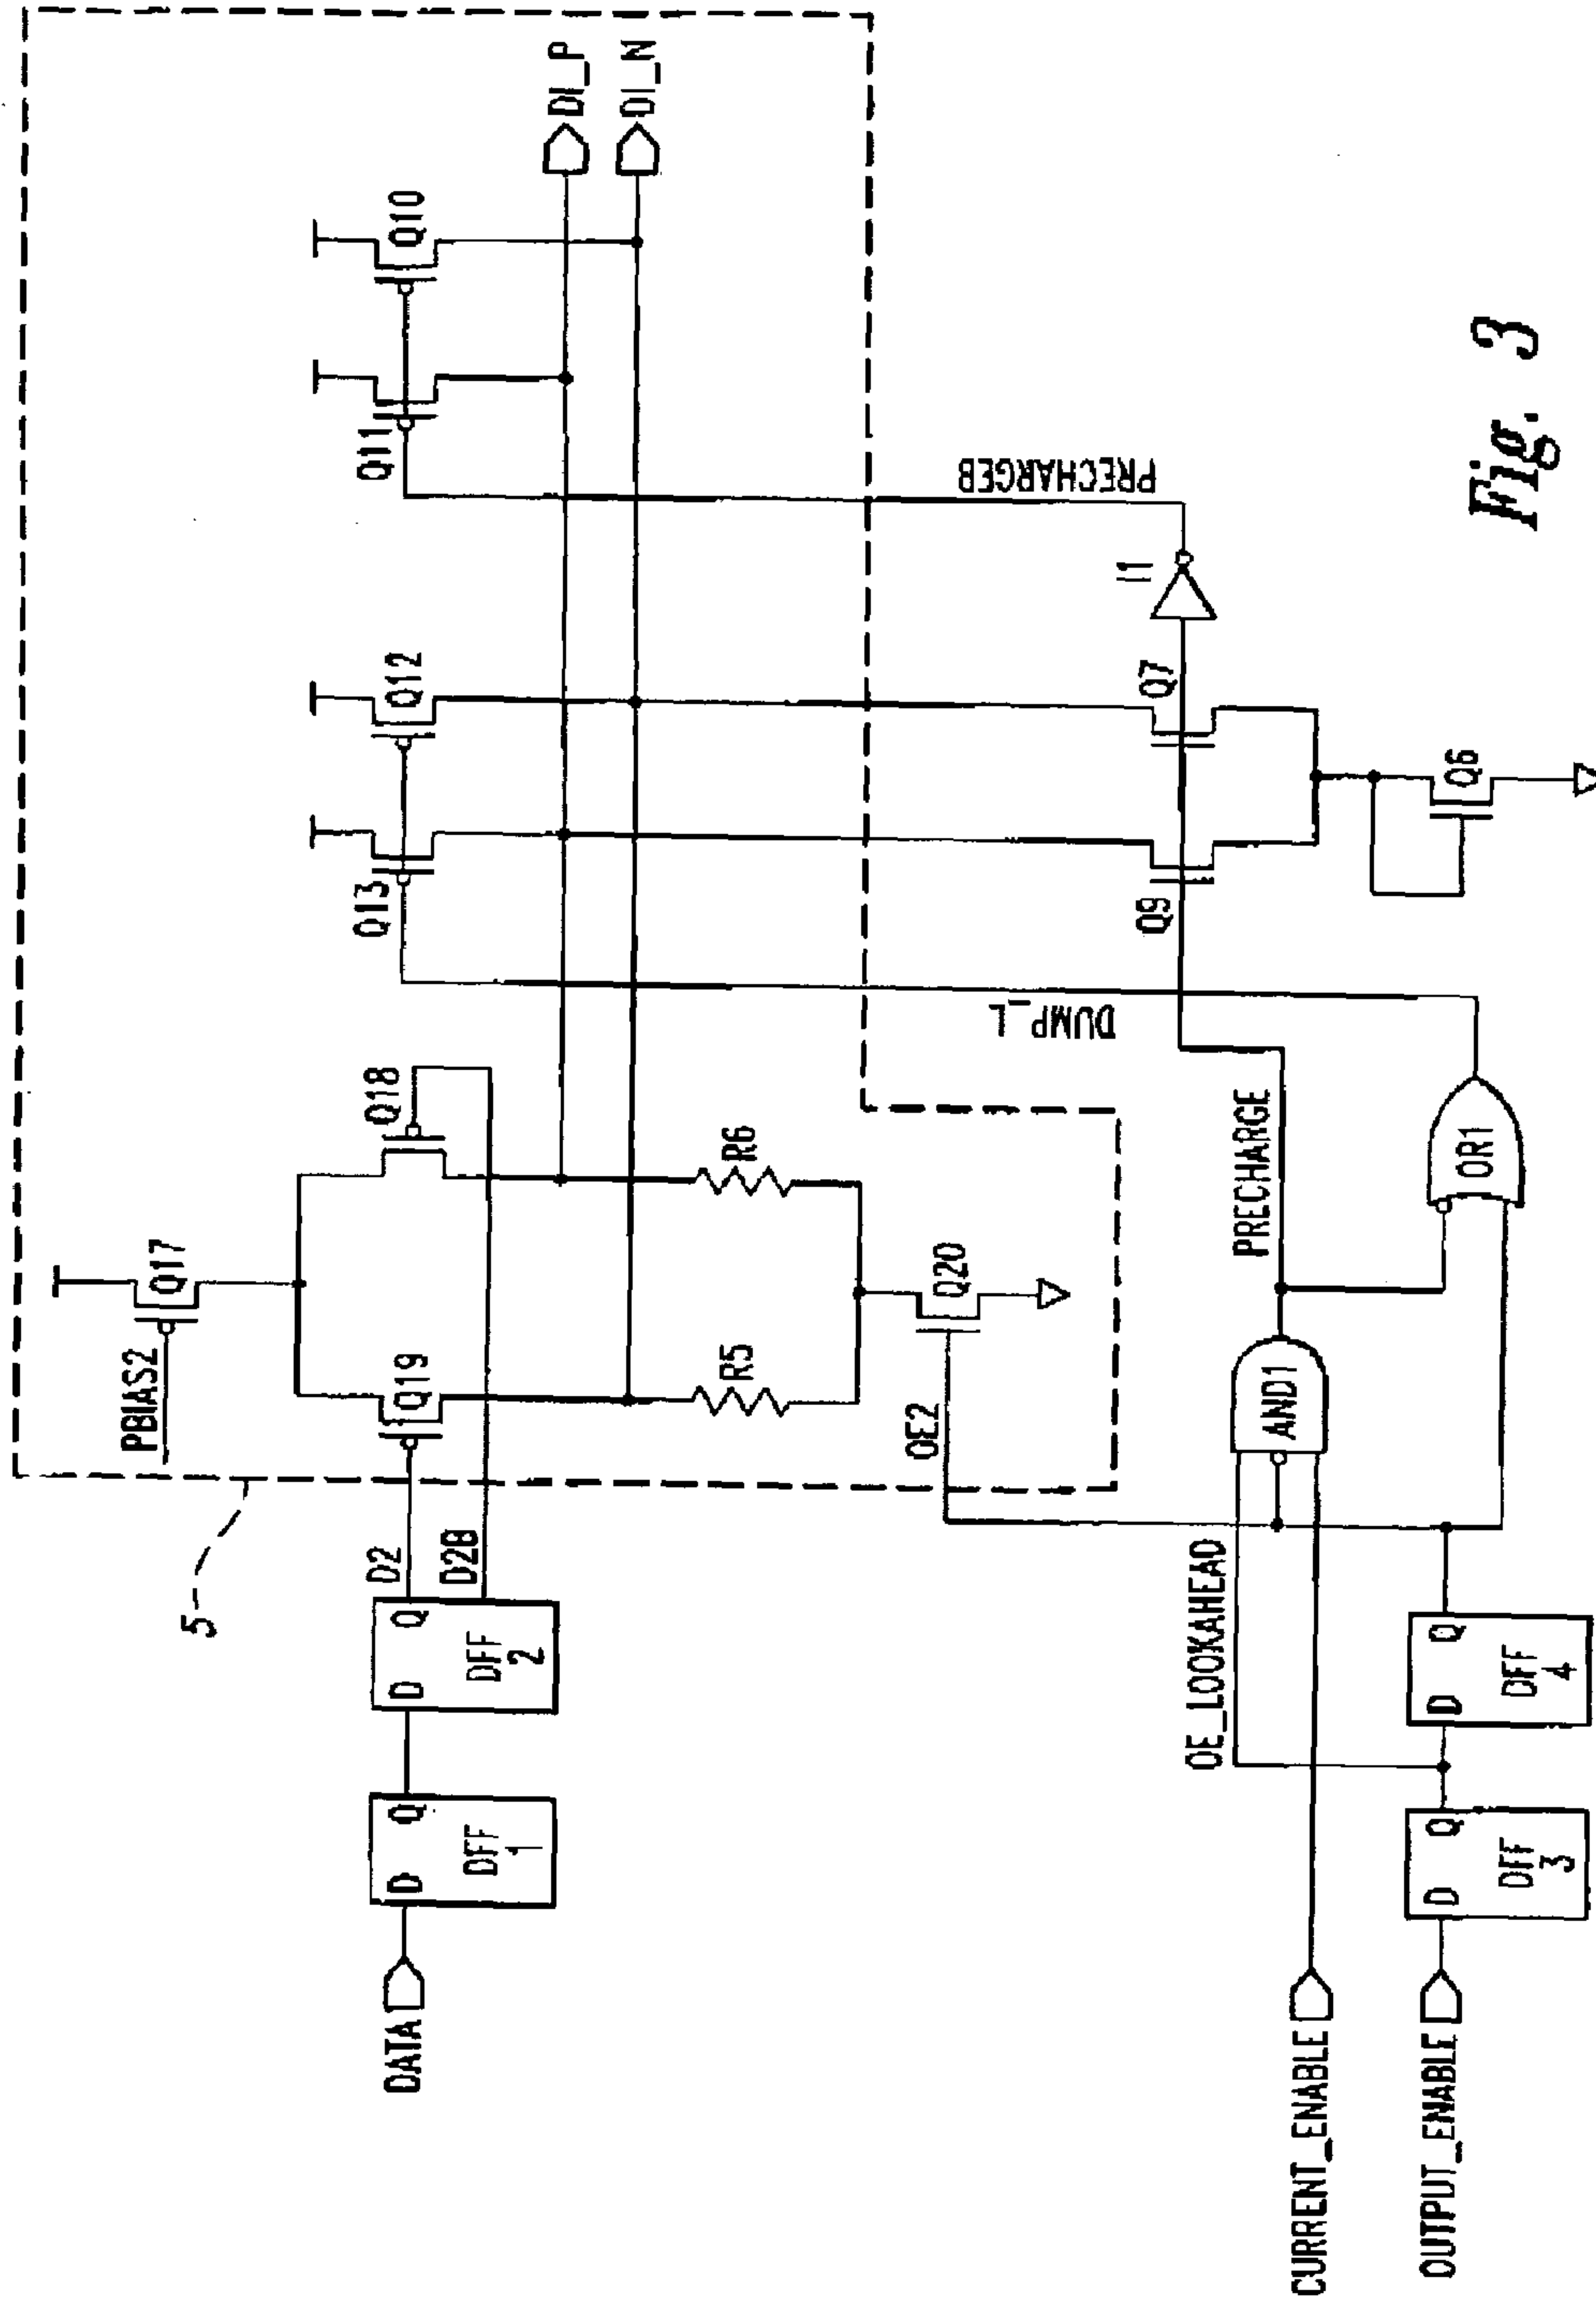 5
PBIAS2
Q17
DATA
D
Q
DFF
1
D
Q
DFF
2
D2
D2B
Q19
Q18
R5
R6
OE2
Q20
Q13
Q12
Q11
Q10
DI_P
DI_N
DUMP_L
PRECHARGEB
OE_LOOKAHEAD
PRECHARGE
AND1
OR1
Q9
Q7
I1
Q6
CURRENT_ENABLE
OUTPUT_ENABLE
D
Q
DFF
3
D
Q
DFF
4
Fig. 3